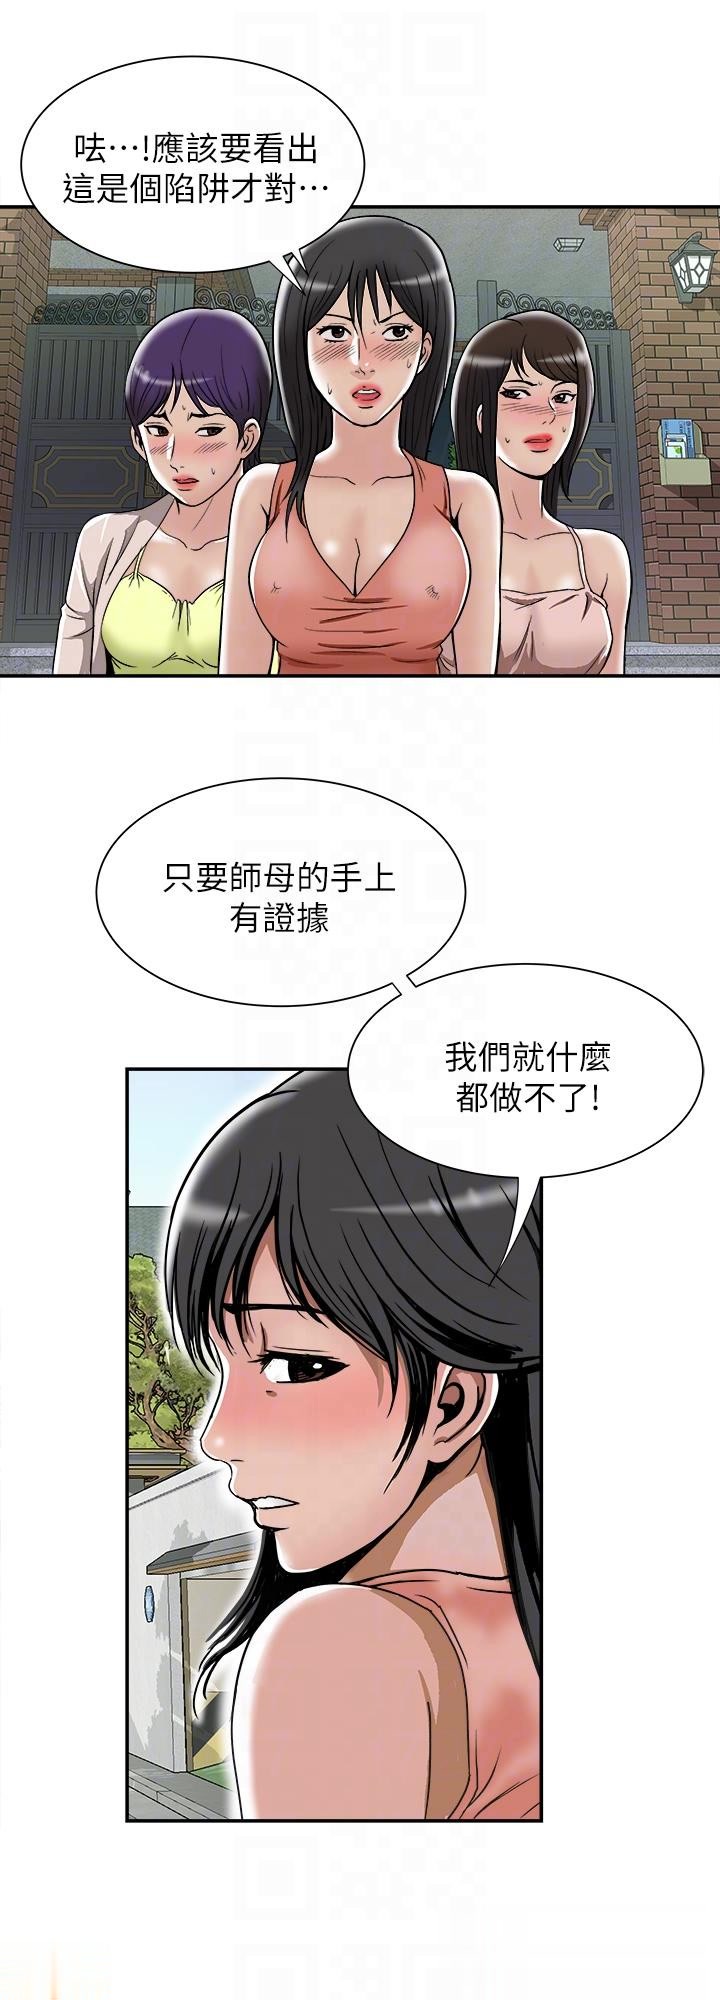 呿⋯!應該要看出
這是個陷阱才對⋯
只要師母的手上
有證據
我們就什麼
都做不了!